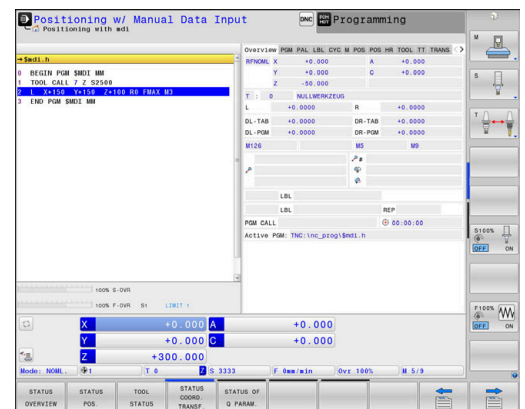 Positioning w/ Manual Data Input
Positioning with mdi
DNC
Programming
→$mdi.h
0 BEGIN PGM $MDI MM
1 TOOL CALL 7 Z S2500
2 L X+150 Y+150 Z+100 R0 FMAX M3
3 END PGM $MDI MM
100% S-OVR
100% F-OVR S1 LIMIT 1
Overview PGM PAL LBL CYC M POS POS HR TOOL TT TRANS
RFNOML X +0.000 A +0.000
Y +0.000 C +0.000
Z -50.000
T : 0 NULLWERKZEUG
L +0.0000 R +0.0000
DL-TAB +0.0000 DR-TAB +0.0000
DL-PGM +0.0000 DR-PGM +0.0000
M126 M5 M9
LBL
LBL REP
PGM CALL 00:00:00
Active PGM: TNC:\nc_prog\$mdi.h
X +0.000 A +0.000
Y +0.000 C +0.000
Z +300.000
Mode: NOML. 1 T 0 Z S 3333 F 0mm/min Ovr 100% M 5/9
STATUS OVERVIEW
STATUS POS.
TOOL STATUS
STATUS COORD. TRANSF.
STATUS OF Q PARAM.
M
S
T
S100%
OFF ON
F100%
OFF ON